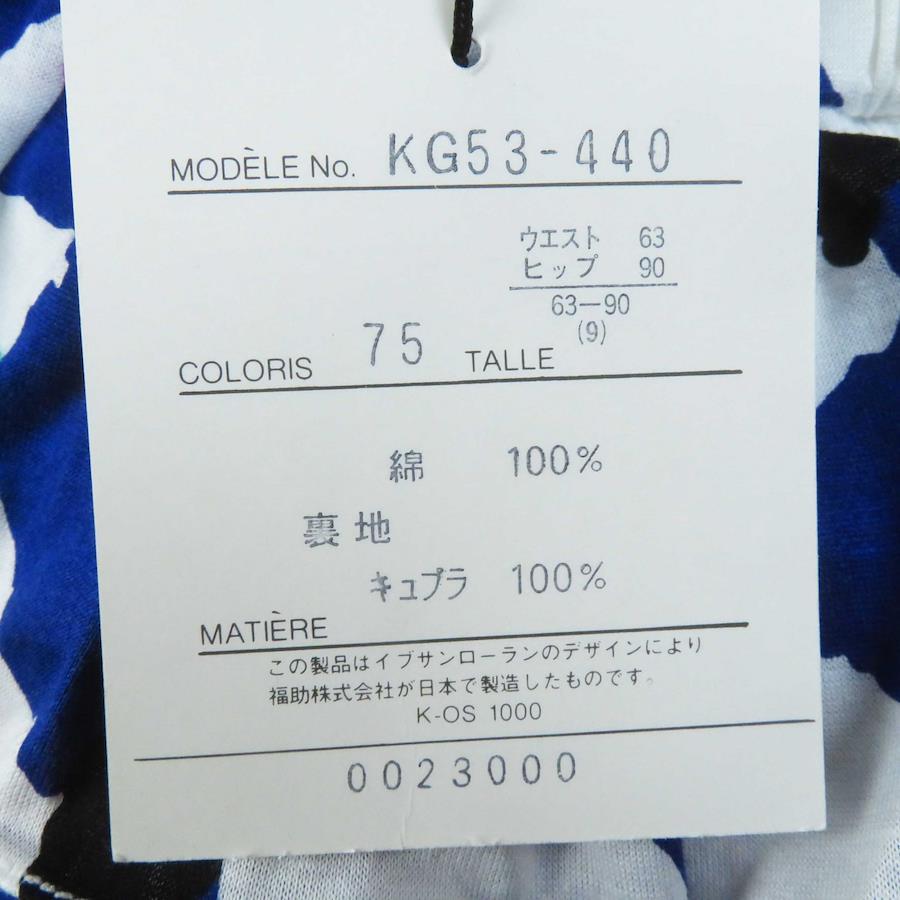 MODÈLE No. KG53-440
ウエスト 63
ヒップ 90
63-90
(9)
COLORIS 75 TALLE
綿 100%
裏地
キュプラ 100%
MATIÈRE
この製品はイブサンローランのデザインにより
福助株式会社が日本で製造したものです。
K-OS 1000
0023000